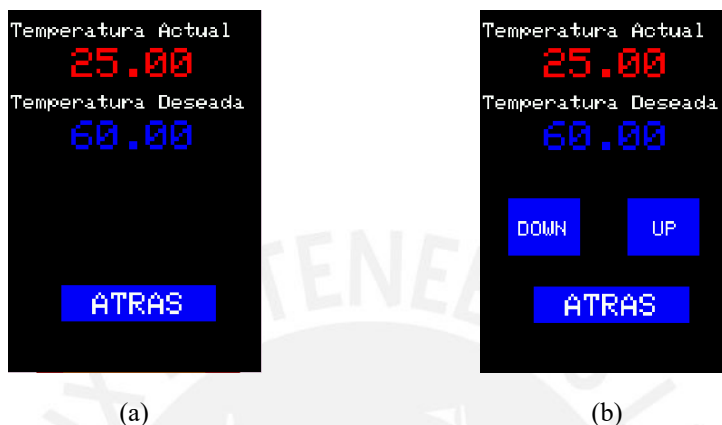 Temperatura Actual
25.00
Temperatura Deseada
60.00
ATRAS
(a)
Temperatura Actual
25.00
Temperatura Deseada
60.00
DOWN UP
ATRAS
(b)